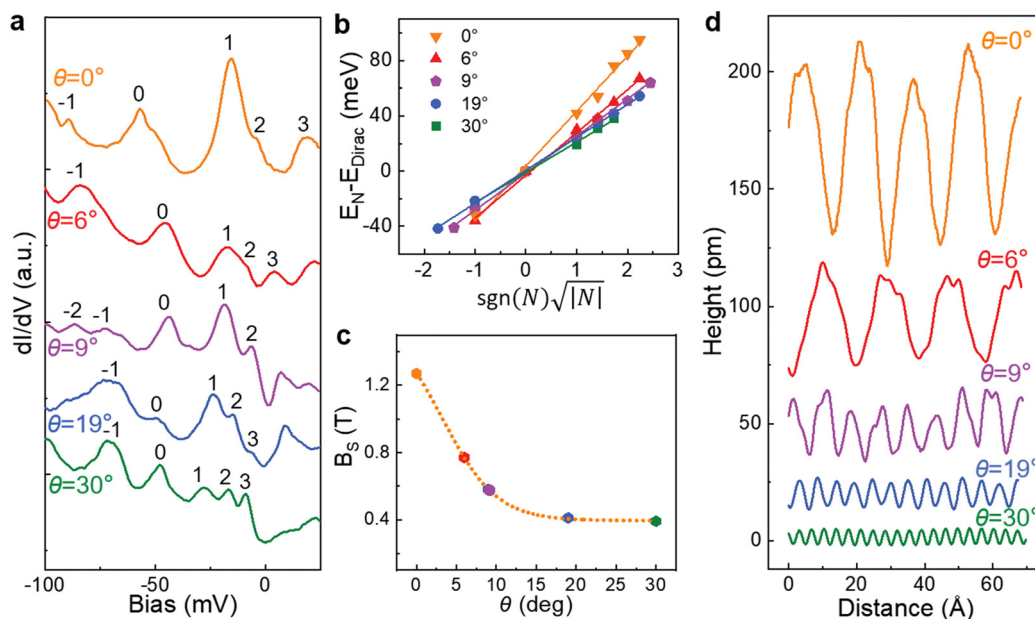 a
θ=0°
-1
0
1
2
3
θ=6°
-1
0
1
2
3
θ=9°
-2
-1
0
1
2
θ=19°
-1
0
1
2
3
θ=30°
-1
0
1
2
3
dI/dV (a.u.)
-100
-50
0
Bias (mV)
b
0°
6°
9°
19°
30°
80
40
0
-40
E_N-E_Dirac (meV)
-2
-1
0
1
2
3
sgn(N)√|N|
c
1.2
0.8
0.4
B_S (T)
0
5
10
15
20
25
30
θ (deg)
d
θ=0°
θ=6°
θ=9°
θ=19°
θ=30°
200
150
100
50
0
Height (pm)
0
20
40
60
Distance (Å)